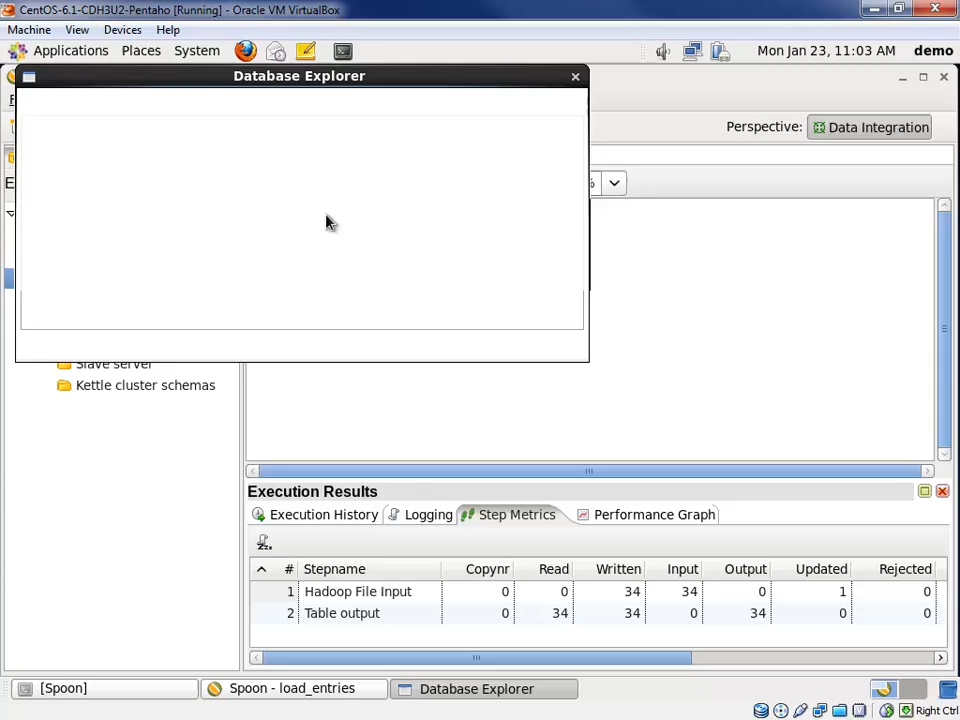 CentOS-6.1-CDH3U2-Pentaho [Running] - Oracle VM VirtualBox
Machine View Devices Help
Applications Places System Mon Jan 23, 11:03 AM demo
Database Explorer
Perspective: Data Integration
%
Slave server
Kettle cluster schemas
Execution Results
Execution History Logging Step Metrics Performance Graph
# Stepname Copynr Read Written Input Output Updated Rejected
1 Hadoop File Input 0 0 34 34 0 1 0
2 Table output 0 34 34 0 34 0 0
[Spoon] Spoon - load_entries Database Explorer
Right Ctrl